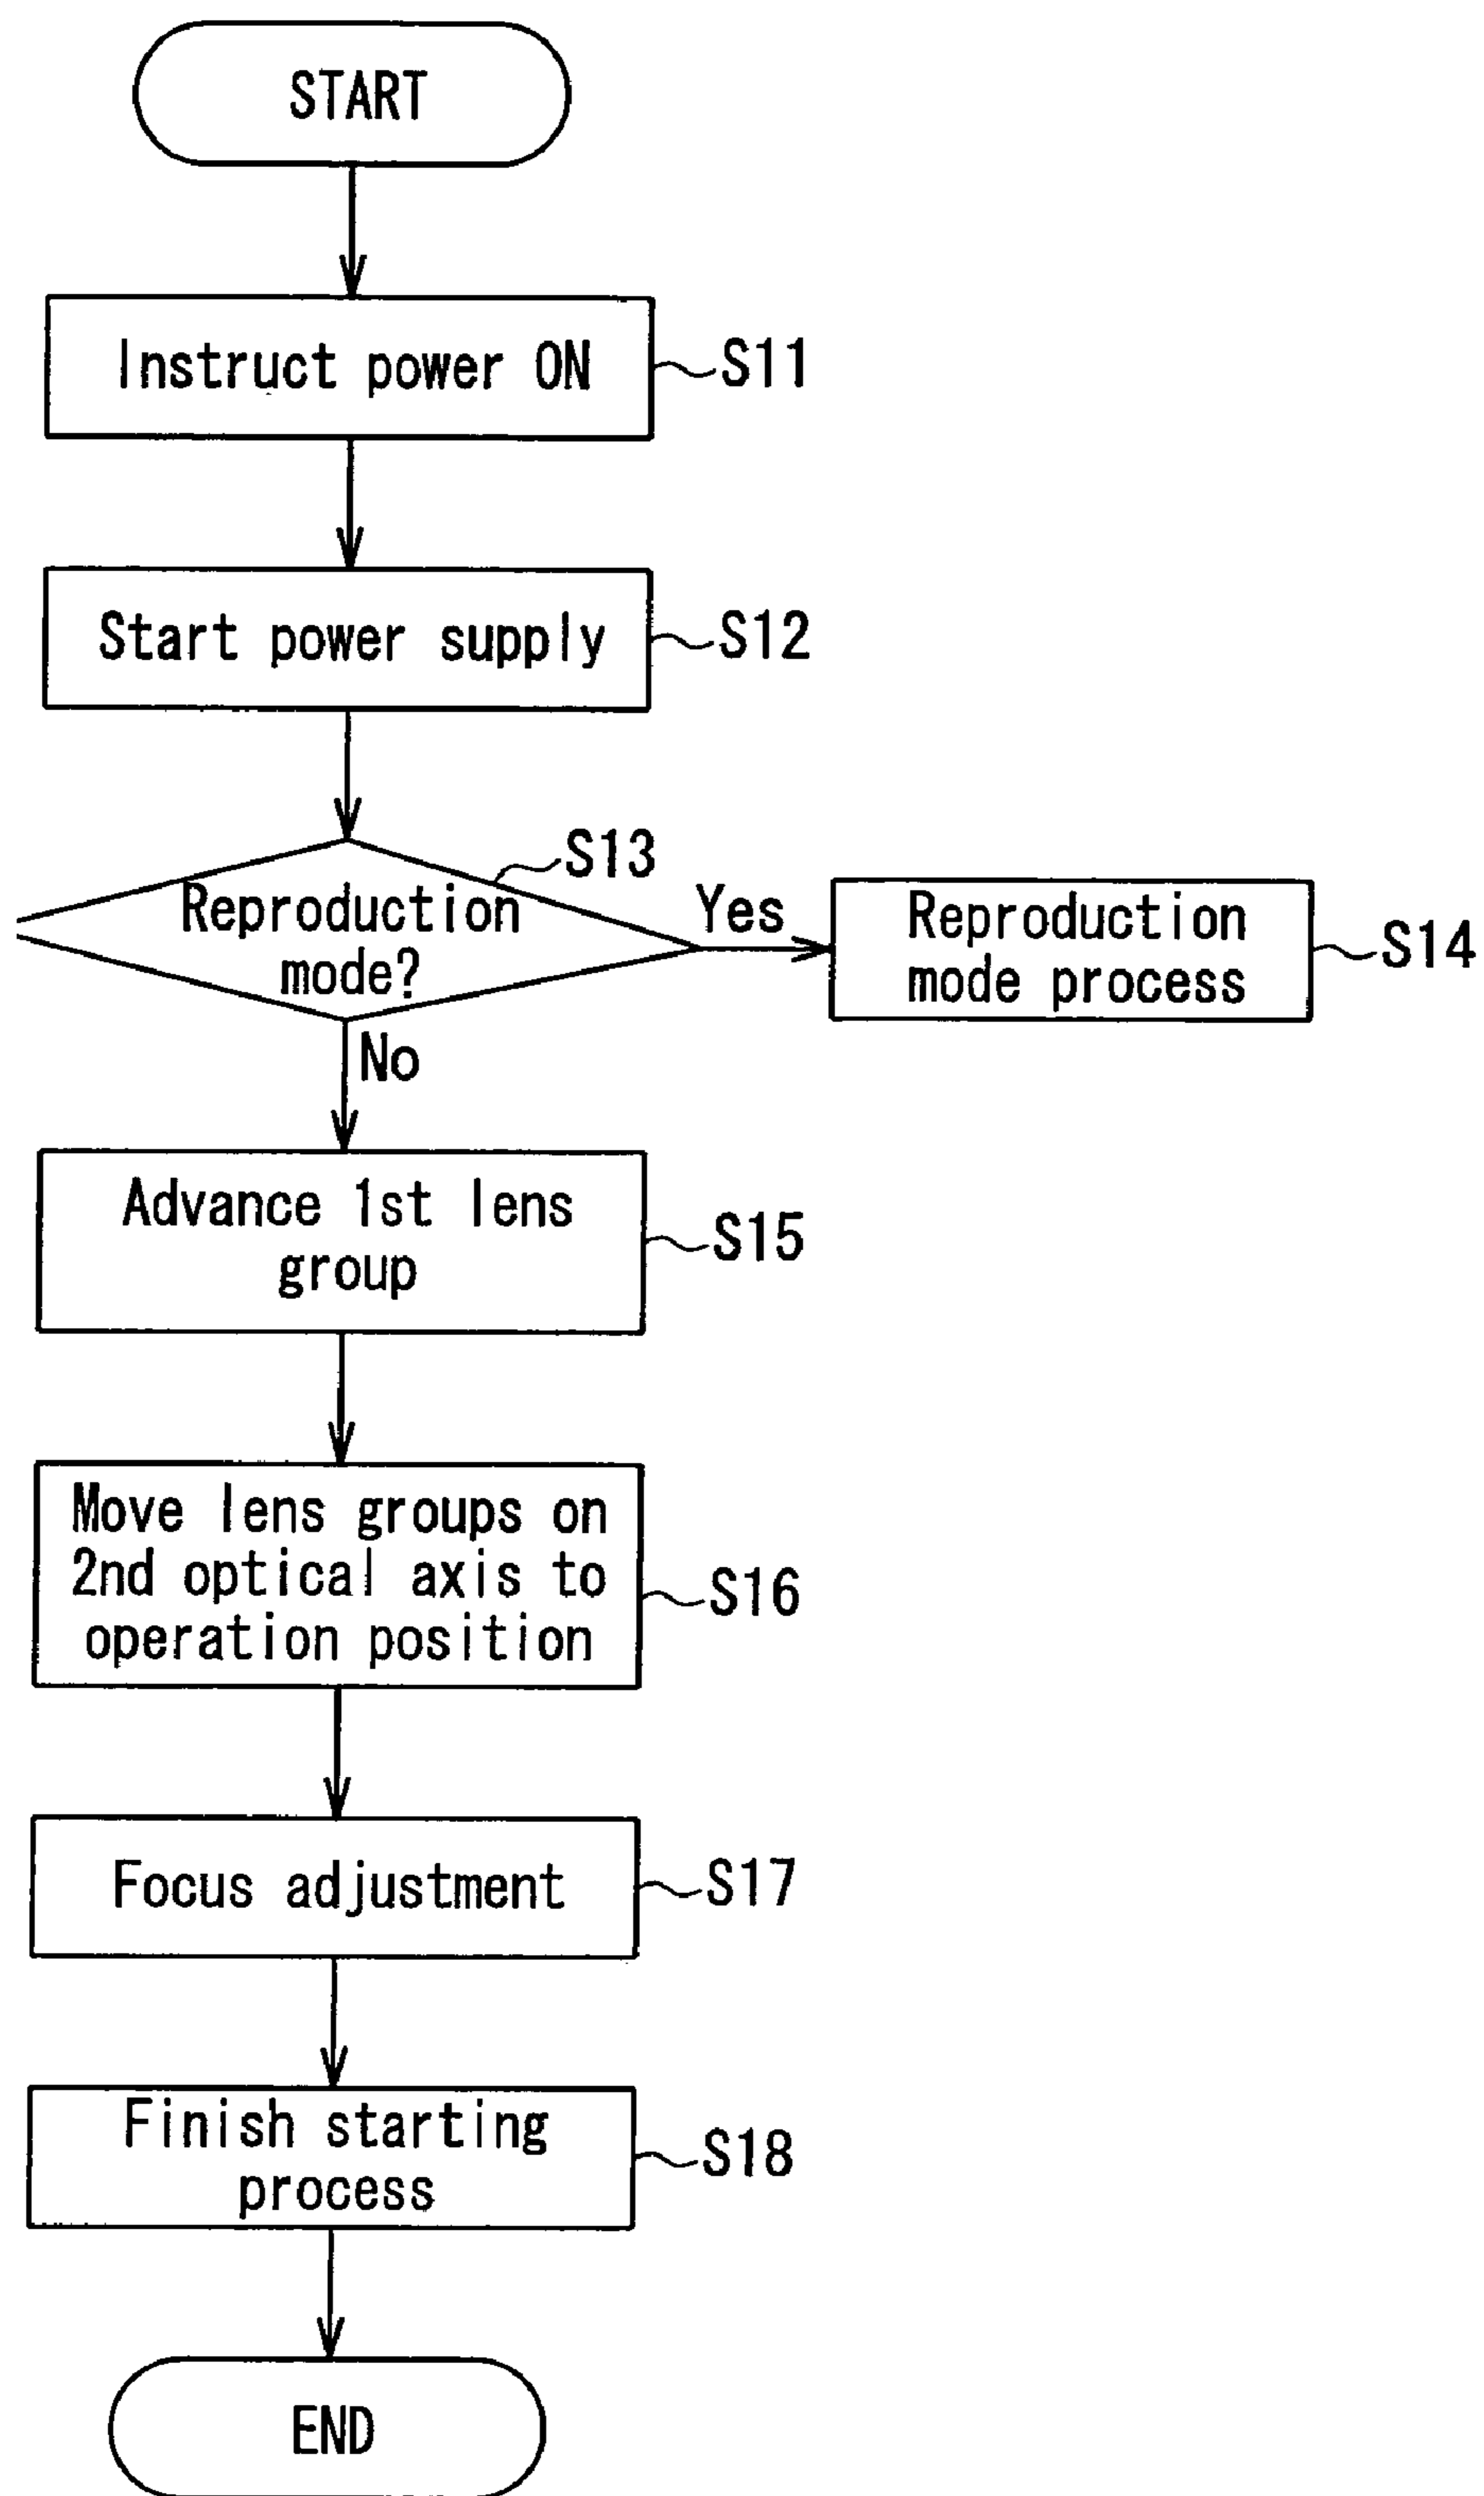 START
Instruct power ON
S11
Start power supply
S12
S13
Reproduction
mode?
Yes
Reproduction
mode process
S14
No
Advance 1st lens
group
S15
Move lens groups on
2nd optical axis to
operation position
S16
Focus adjustment
S17
Finish starting
process
S18
END